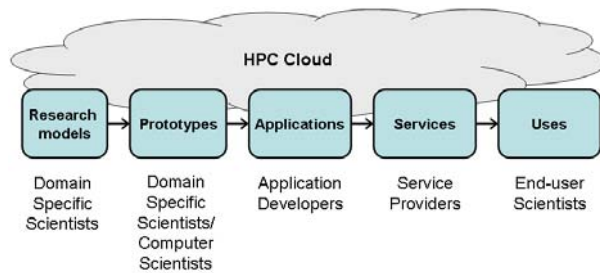 HPC Cloud
Research
models
Prototypes
Applications
Services
Uses
Domain
Specific
Scientists
Domain
Specific
Scientists/
Computer
Scientists
Application
Developers
Service
Providers
End-user
Scientists